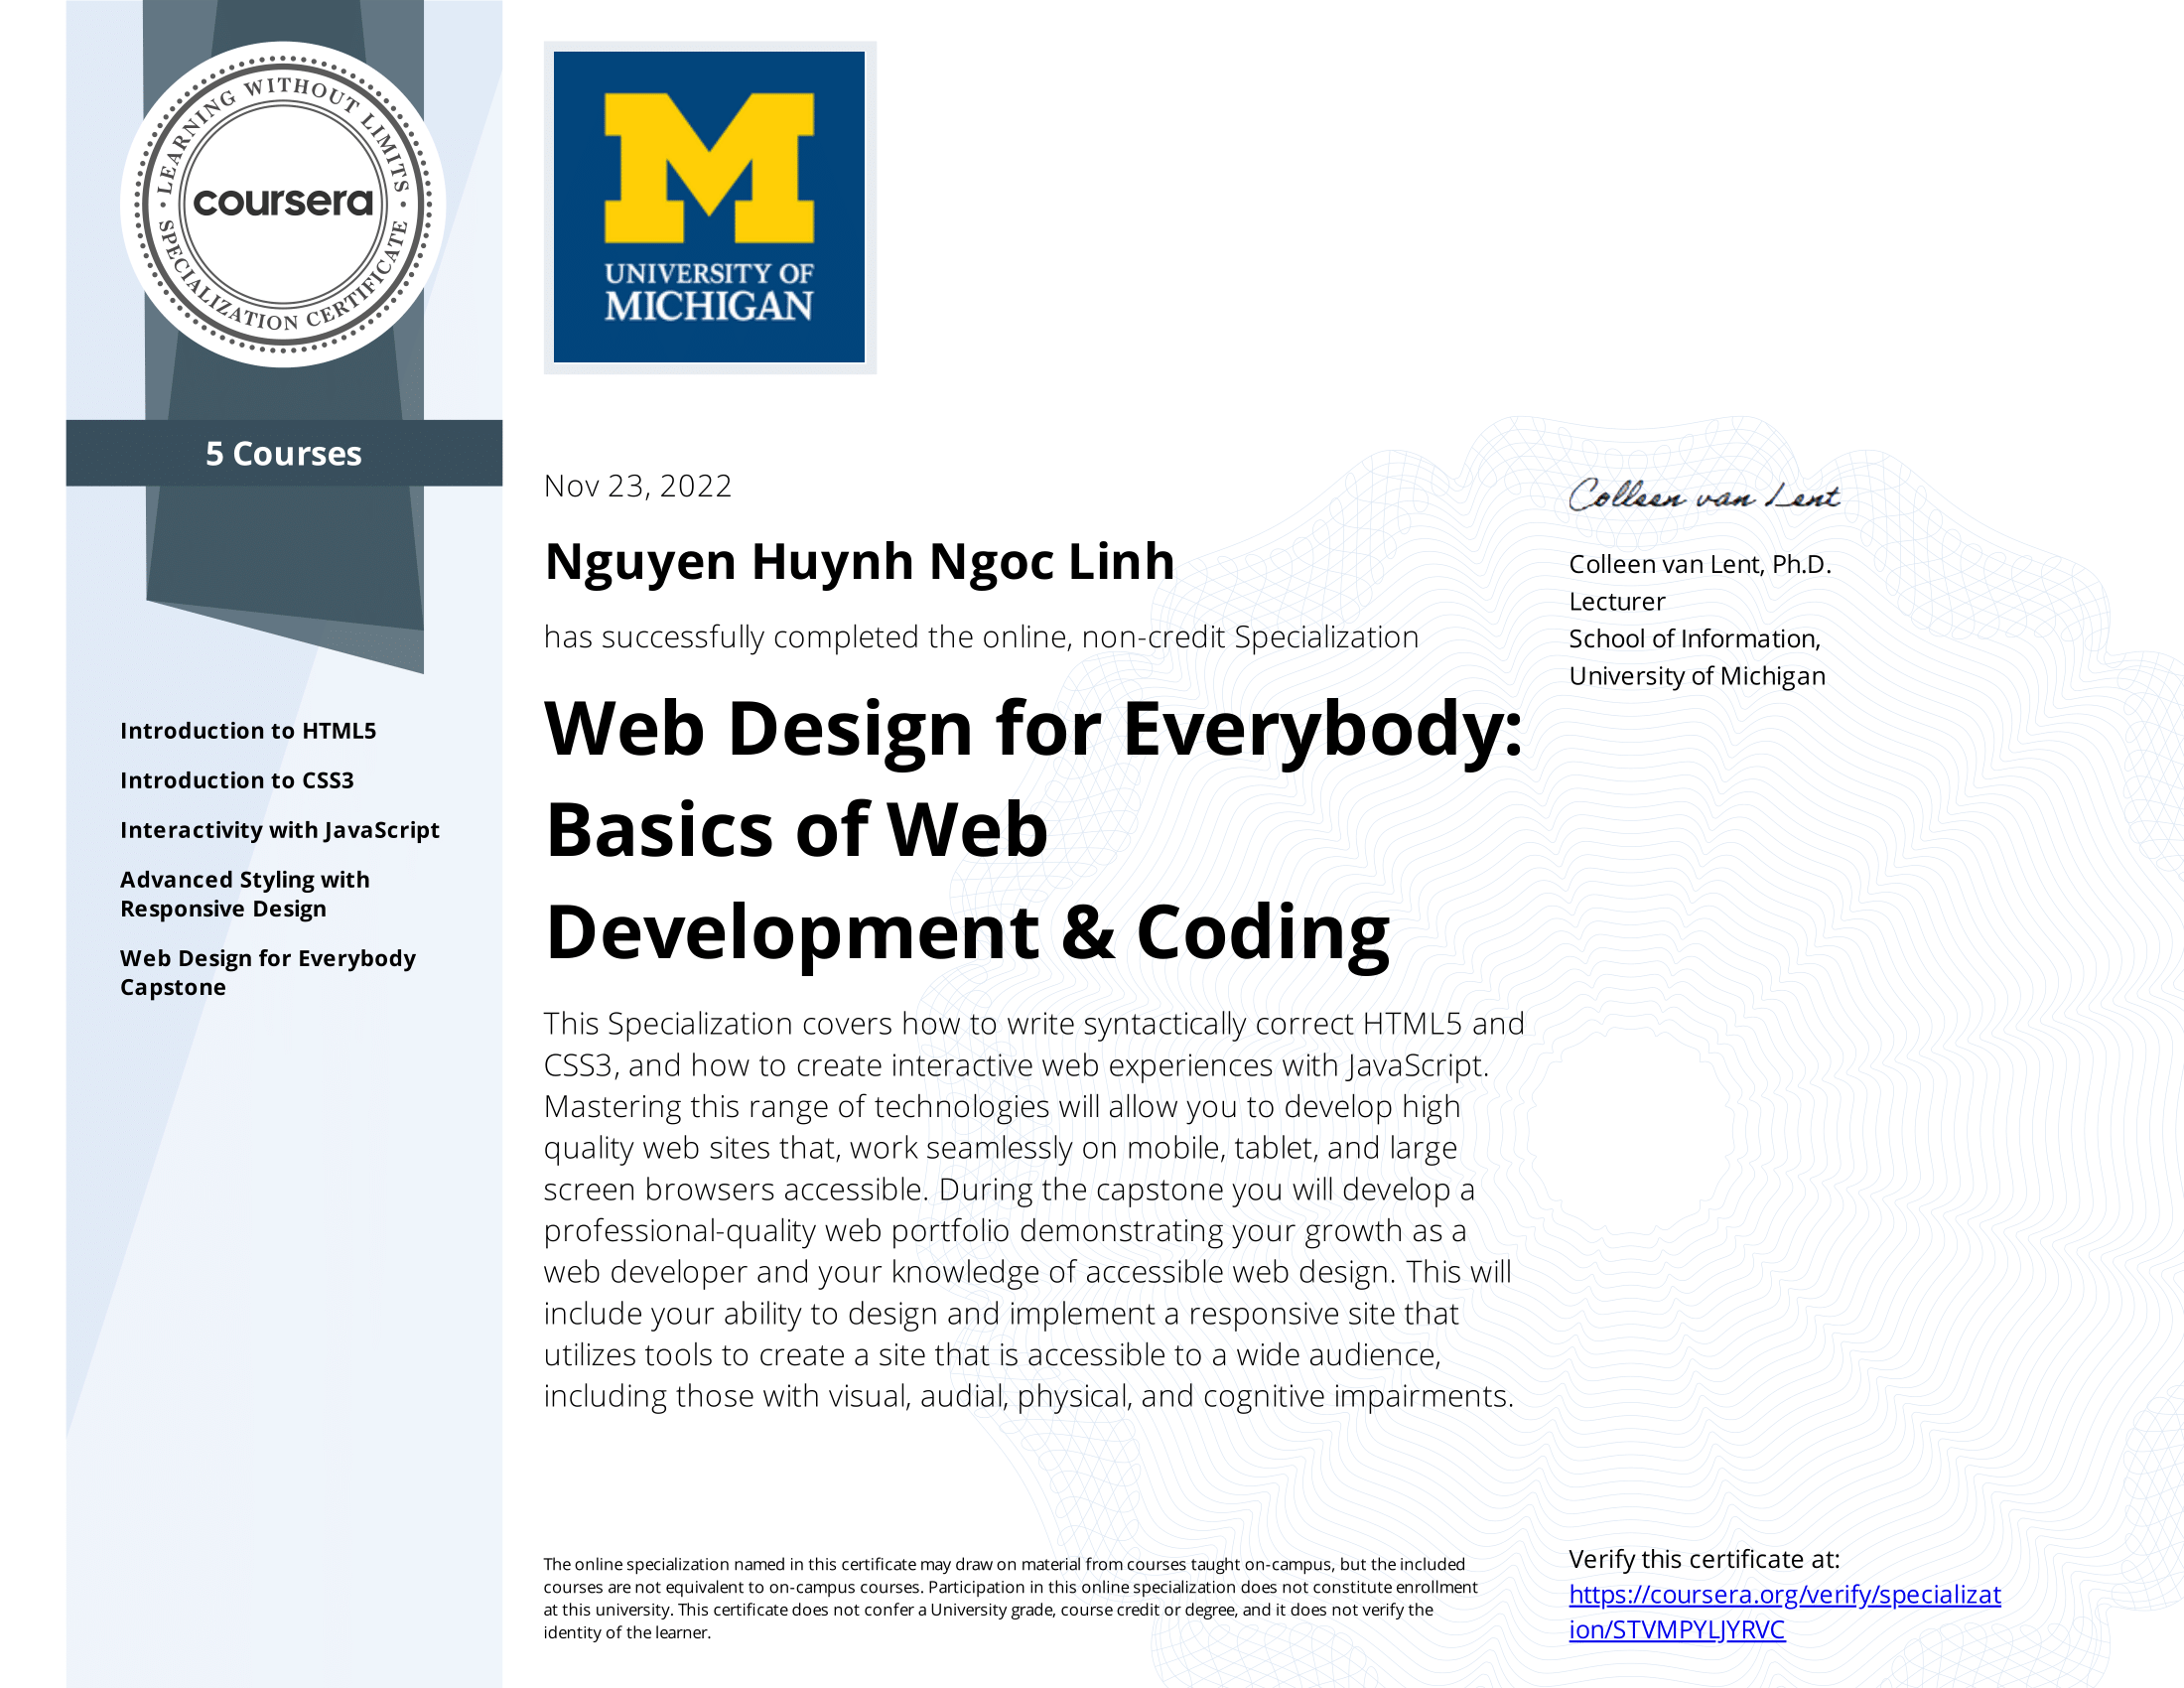 LEARNING WITHOUT LIMITS
coursera
SPECIALIZATION CERTIFICATE
5 Courses
Introduction to HTML5
Introduction to CSS3
Interactivity with JavaScript
Advanced Styling with
Responsive Design
Web Design for Everybody
Capstone
M
UNIVERSITY OF
MICHIGAN
Nov 23, 2022
Nguyen Huynh Ngoc Linh
has successfully completed the online, non-credit Specialization
Web Design for Everybody:
Basics of Web
Development & Coding
This Specialization covers how to write syntactically correct HTML5 and
CSS3, and how to create interactive web experiences with JavaScript.
Mastering this range of technologies will allow you to develop high
quality web sites that, work seamlessly on mobile, tablet, and large
screen browsers accessible. During the capstone you will develop a
professional-quality web portfolio demonstrating your growth as a
web developer and your knowledge of accessible web design. This will
include your ability to design and implement a responsive site that
utilizes tools to create a site that is accessible to a wide audience,
including those with visual, audial, physical, and cognitive impairments.
Colleen van Lent
Colleen van Lent, Ph.D.
Lecturer
School of Information,
University of Michigan
The online specialization named in this certificate may draw on material from courses taught on-campus, but the included
courses are not equivalent to on-campus courses. Participation in this online specialization does not constitute enrollment
at this university. This certificate does not confer a University grade, course credit or degree, and it does not verify the
identity of the learner.
Verify this certificate at:
https://coursera.org/verify/specializat
ion/STVMPYLJYRVC